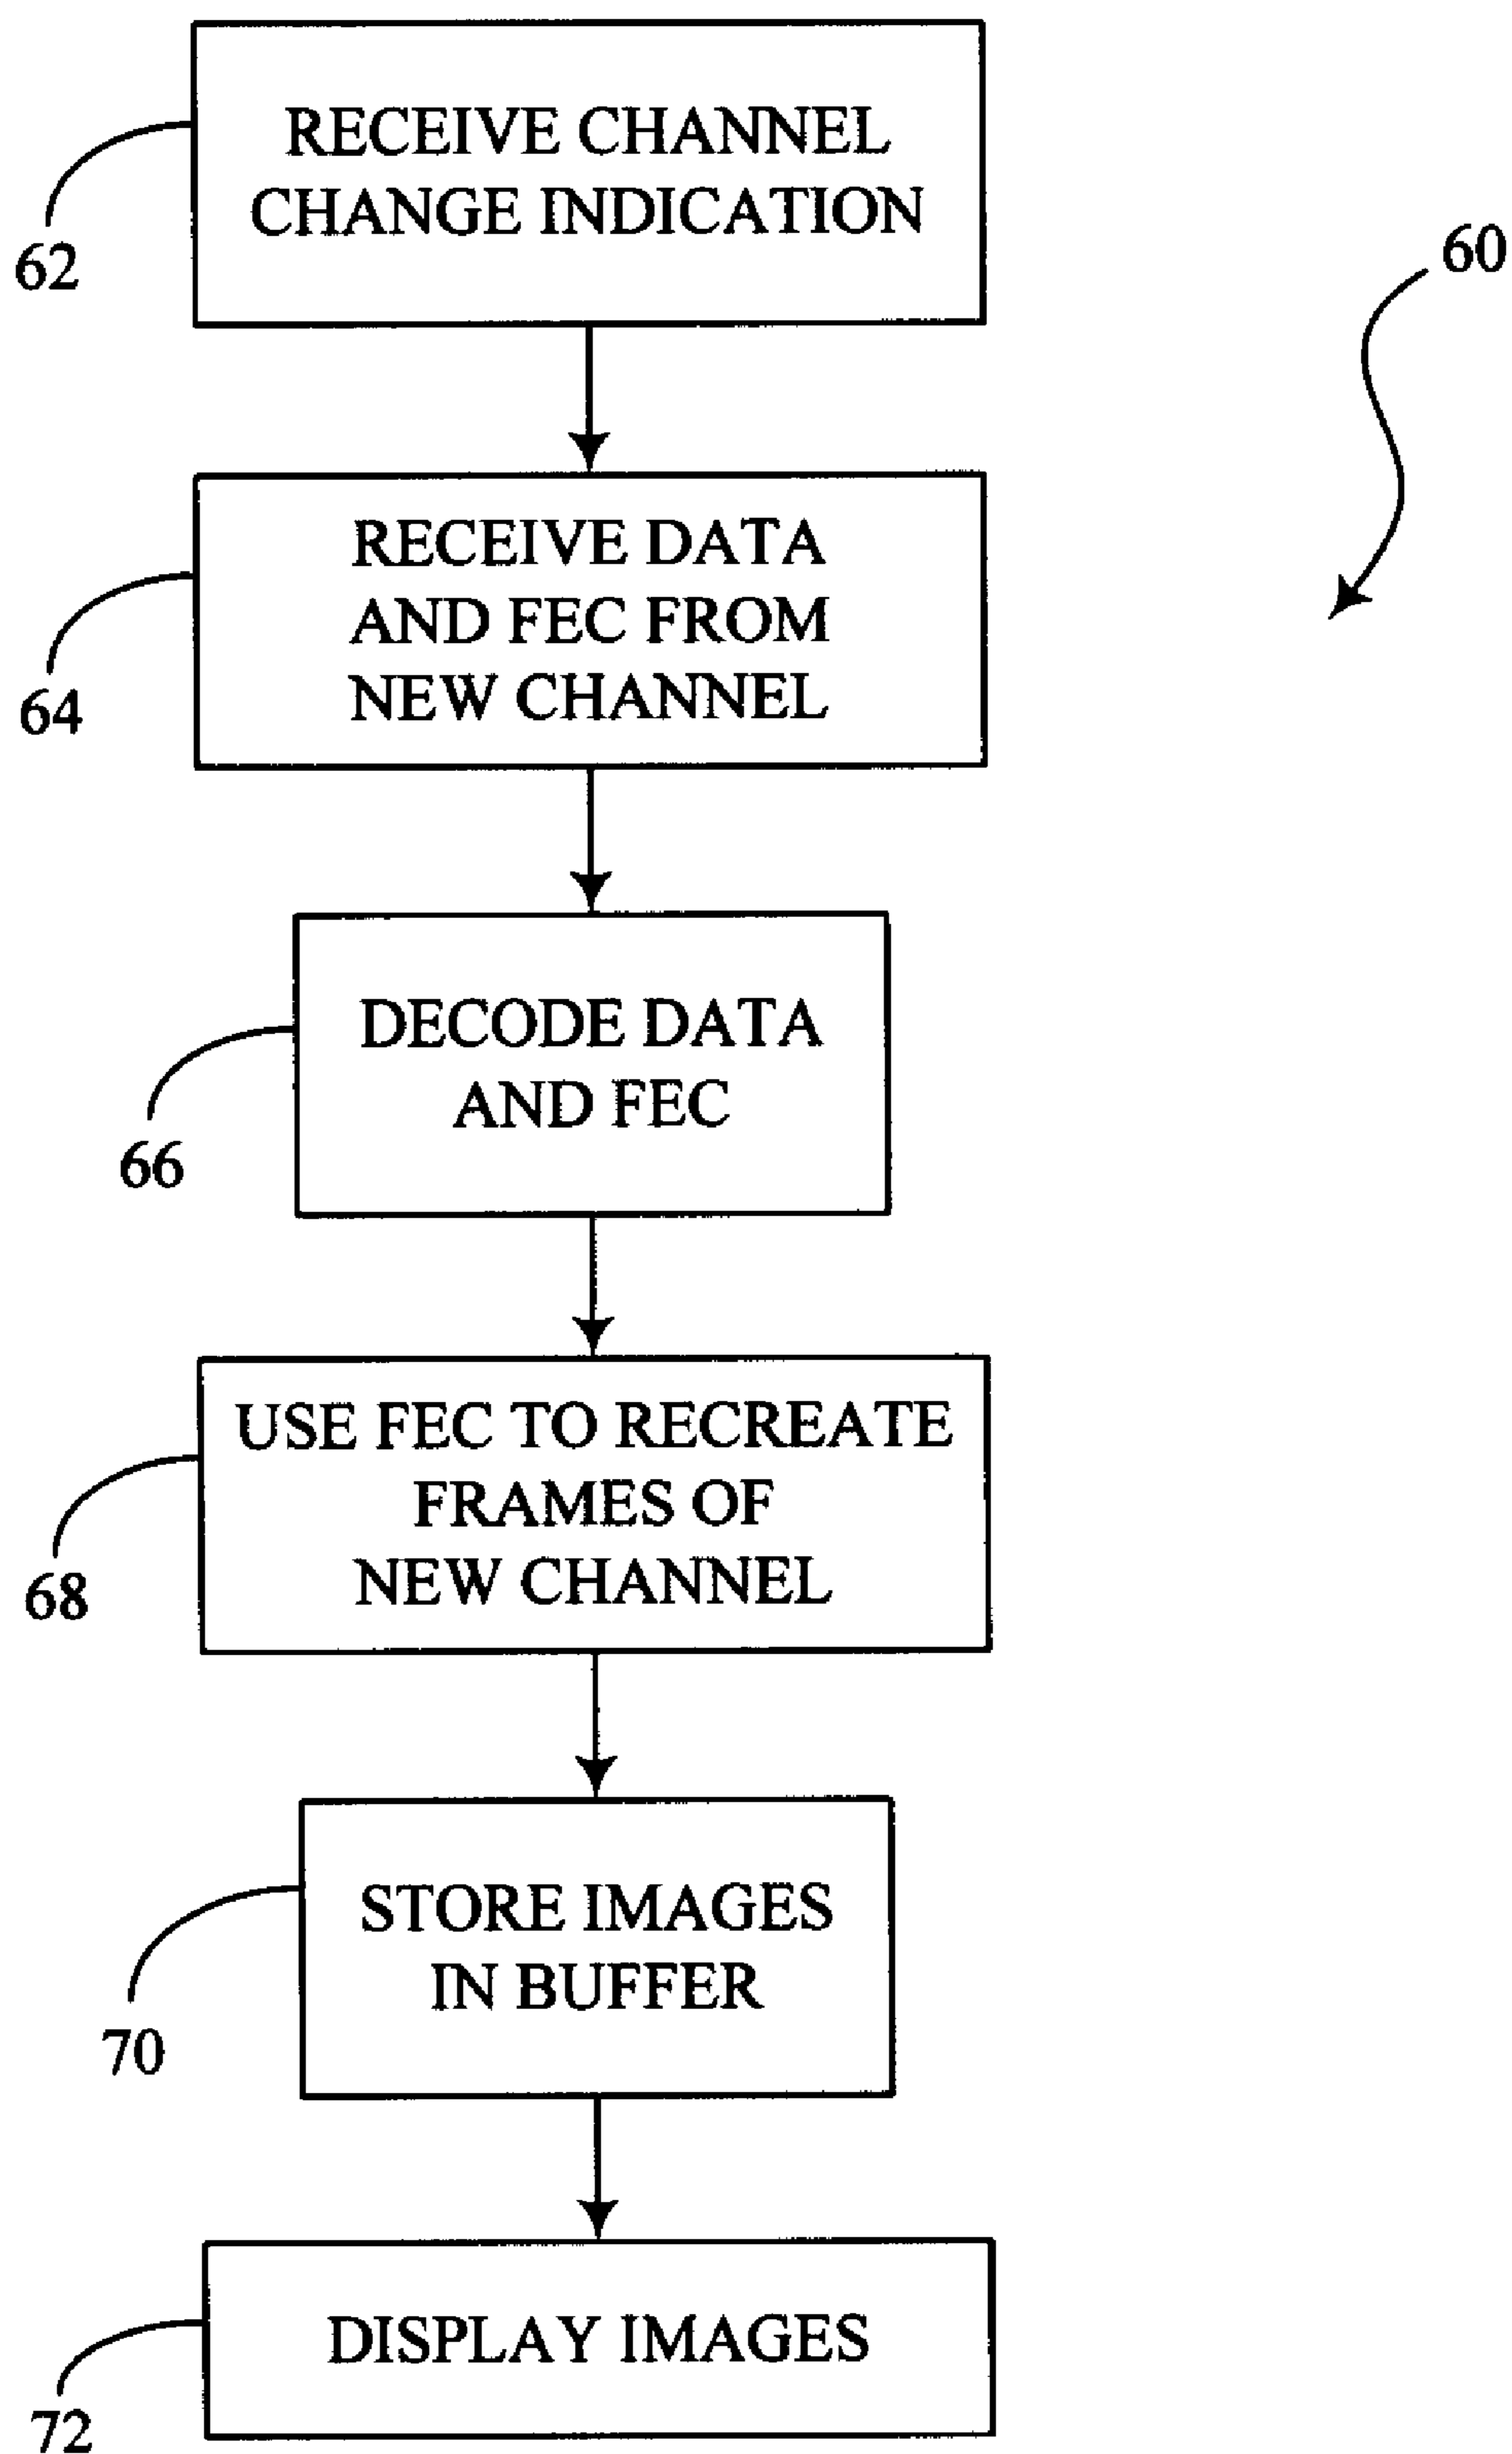 RECEIVE CHANNEL
CHANGE INDICATION
62
60
RECEIVE DATA
AND FEC FROM
NEW CHANNEL
64
DECODE DATA
AND FEC
66
USE FEC TO RECREATE
FRAMES OF
NEW CHANNEL
68
STORE IMAGES
IN BUFFER
70
DISPLAY IMAGES
72